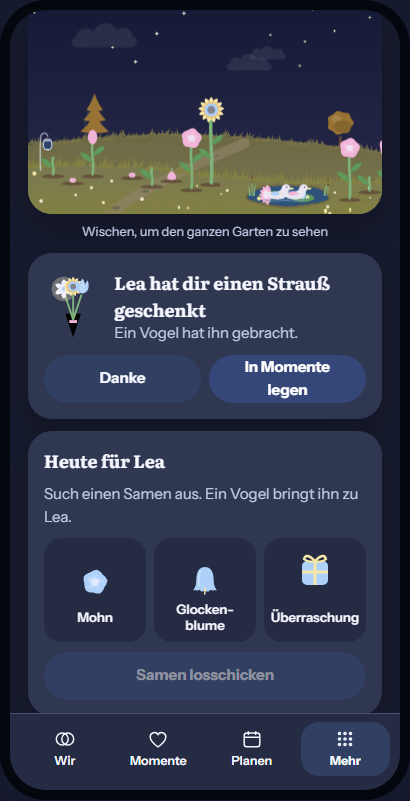 Wischen, um den ganzen Garten zu sehen
Lea hat dir einen Strauß
geschenkt
Ein Vogel hat ihn gebracht.
Danke
In Momente
legen
Heute für Lea
Such einen Samen aus. Ein Vogel bringt ihn zu
Lea.
Mohn
Glocken-
blume
Überraschung
Samen losschicken
Wir
Momente
Planen
Mehr